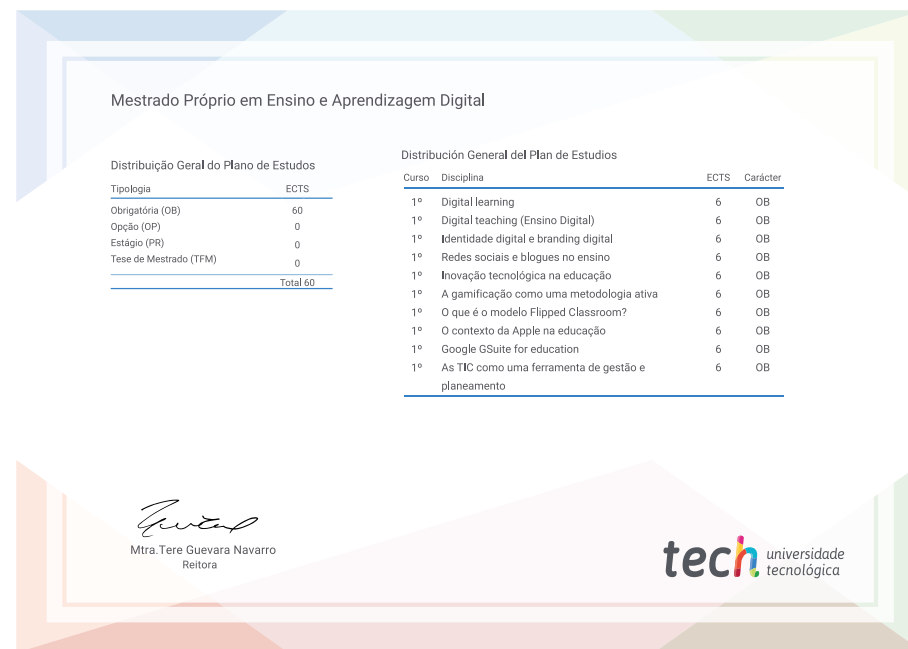 Mestrado Próprio em Ensino e Aprendizagem Digital
Distribuição Geral do Plano de Estudos
Tipologia ECTS
Obrigatória (OB) 60
Opção (OP) 0
Estágio (PR) 0
Tese de Mestrado (TFM) 0
Total 60
Distribución General del Plan de Estudios
Curso Disciplina ECTS Carácter
1º Digital learning 6 OB
1º Digital teaching (Ensino Digital) 6 OB
1º Identidade digital e branding digital 6 OB
1º Redes sociais e blogues no ensino 6 OB
1º Inovação tecnológica na educação 6 OB
1º A gamificação como uma metodologia ativa 6 OB
1º O que é o modelo Flipped Classroom? 6 OB
1º O contexto da Apple na educação 6 OB
1º Google GSuite for education 6 OB
1º As TIC como uma ferramenta de gestão e 6 OB
planeamento
Mtra.Tere Guevara Navarro
Reitora
tech universidade
tecnológica